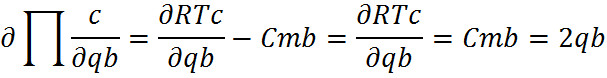 ∂ ∏ c/∂qb = ∂RTc/∂qb − Cmb = ∂RTc/∂qb = Cmb = 2qb